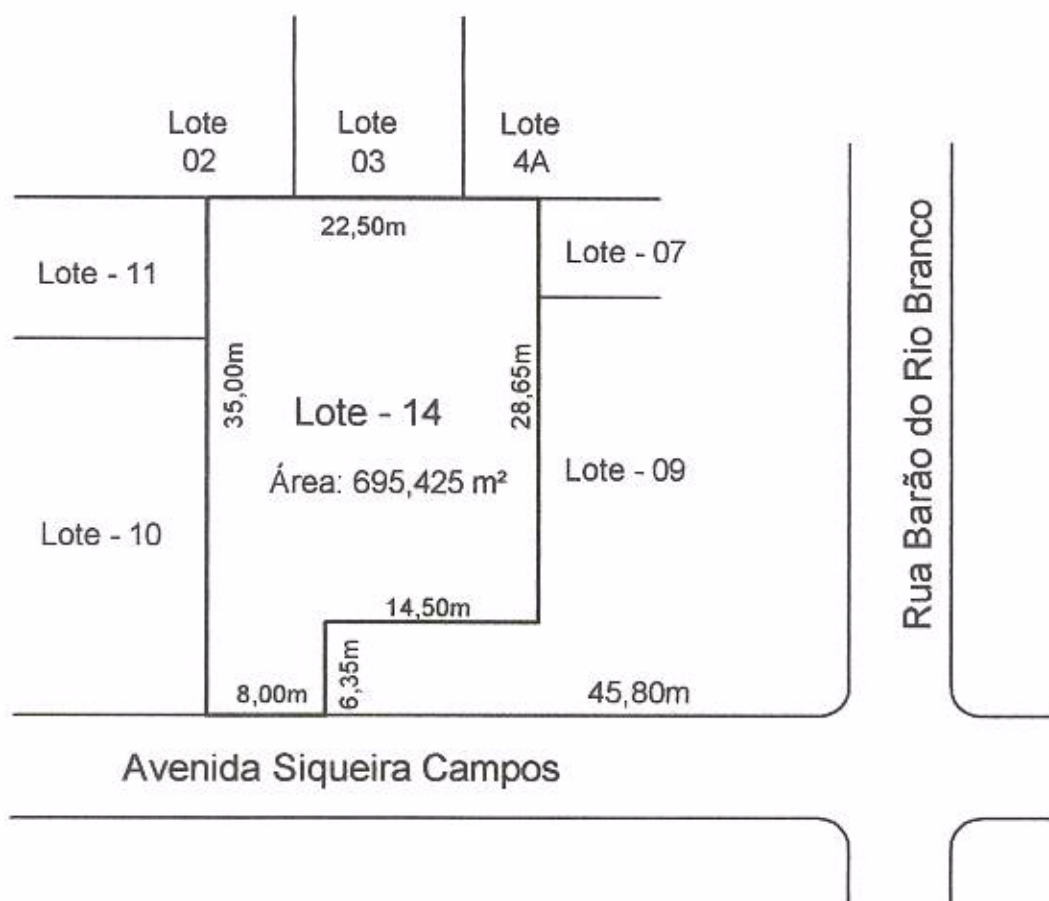 Lote
02
Lote
03
Lote
4A
22,50m
Lote - 11
Lote - 07
35,00m
28,65m
Lote - 14
Área: 695,425 m²
Lote - 09
Lote - 10
14,50m
6,35m
8,00m
45,80m
Rua Barão do Rio Branco
Avenida Siqueira Campos